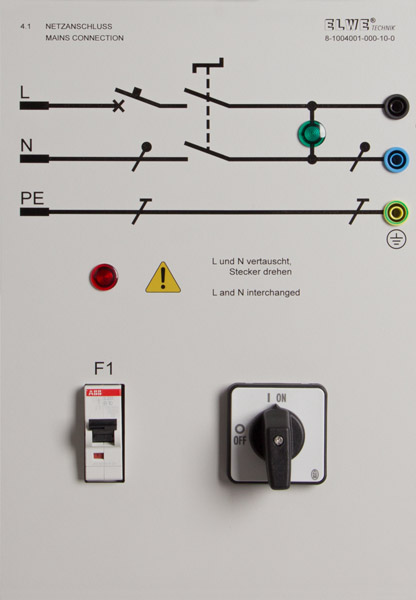 4.1 NETZANSCHLUSS
MAINS CONNECTION
ELWE®
TECHNIK
8-1004001-000-10-0
L
N
PE
L und N vertauscht,
Stecker drehen
L and N interchanged
F1
ABB
I ON
O
OFF